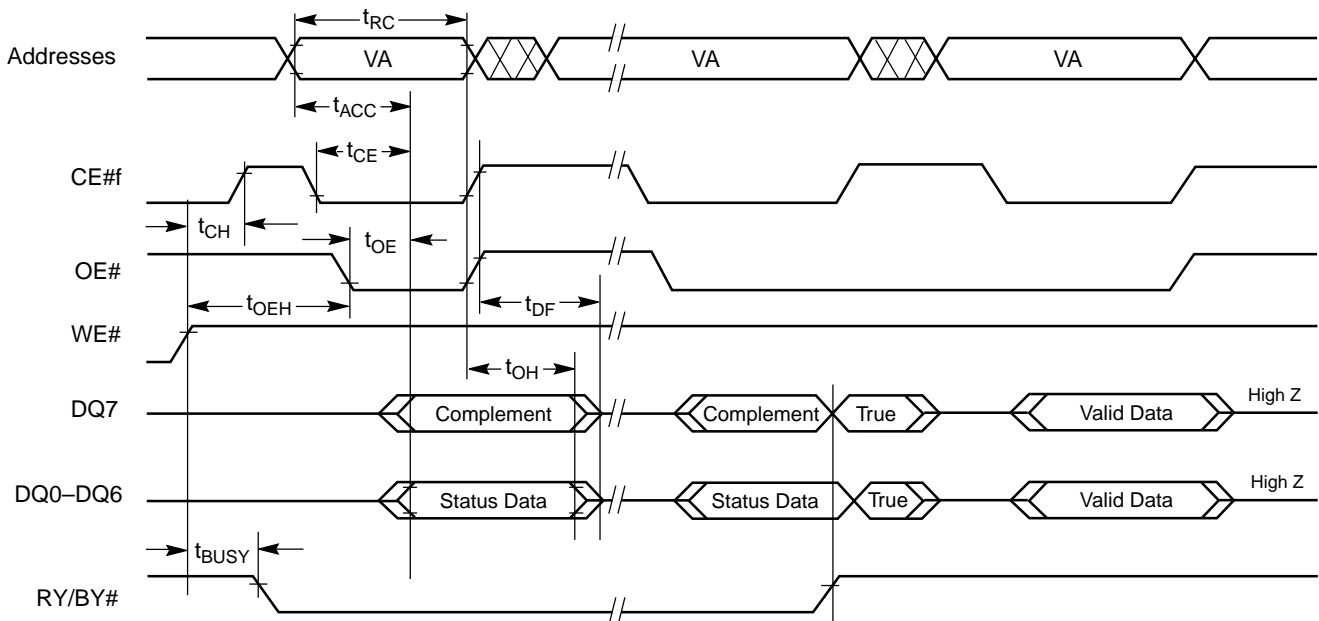 tRC
Addresses VA VA VA
tACC
tCE
CE#f
tCH tOE
OE#
tOEH tDF
WE#
tOH
DQ7 Complement Complement True Valid Data High Z
DQ0–DQ6 Status Data Status Data True Valid Data High Z
tBUSY
RY/BY#